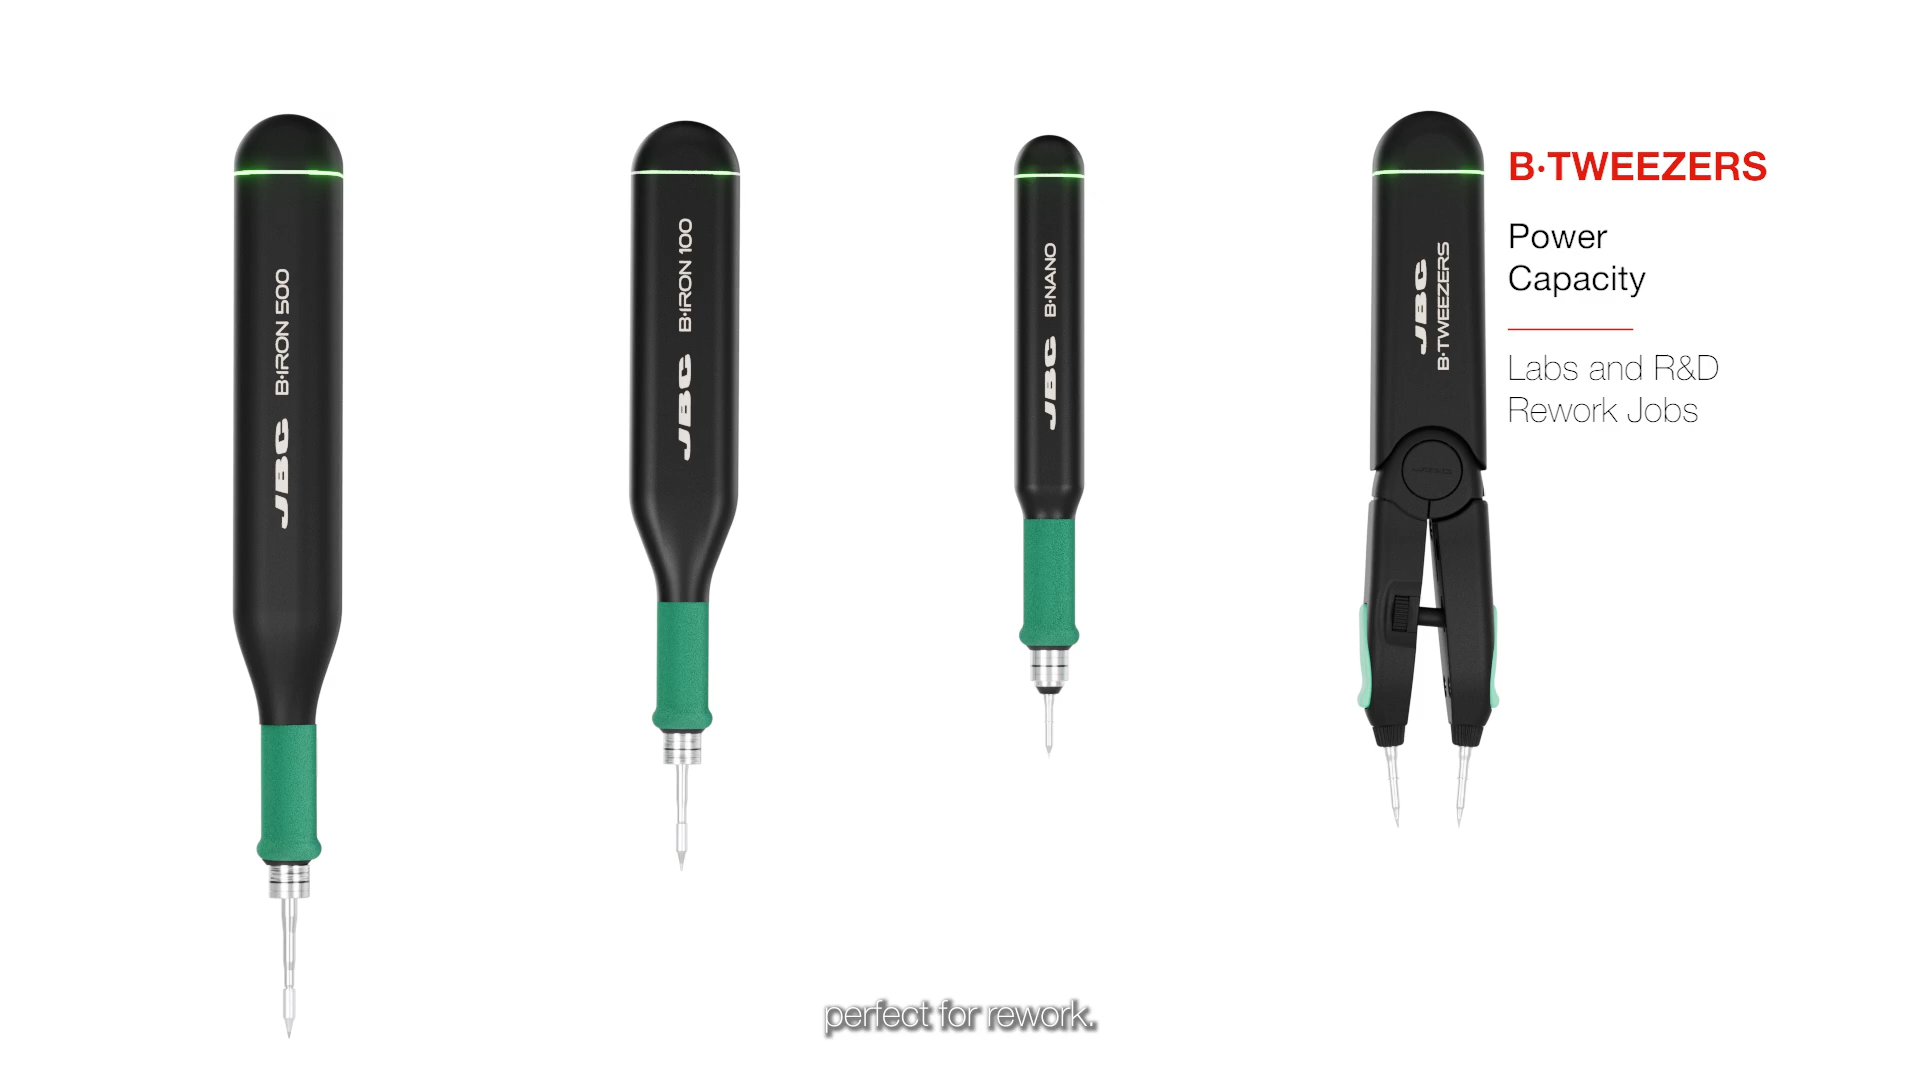 JBC B·IRON 500
JBC B·IRON 100
JBC B·NANO
JBC
B·TWEEZERS
B·TWEEZERS
Power
Capacity
Labs and R&D
Rework Jobs
perfect for rework.